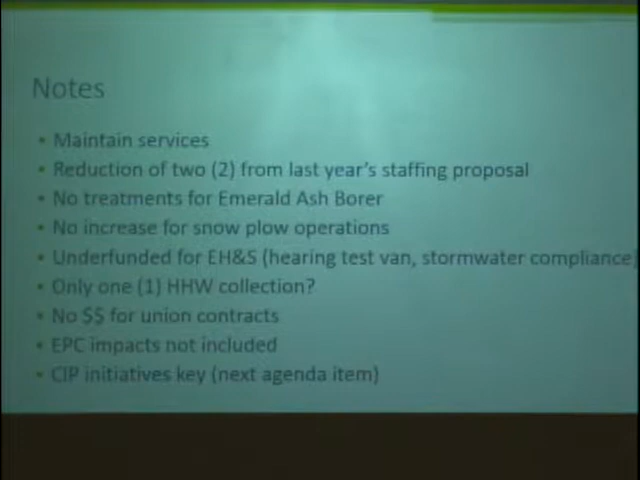 Notes
• Maintain services
• Reduction of two (2) from last year's staffing proposal
• No treatments for Emerald Ash Borer
• No increase for snow plow operations
• Underfunded for EH&S (hearing test van, stormwater compliance)
• Only one (1) HHW collection?
• No $$ for union contracts
• EPC impacts not included
• CIP initiatives key (next agenda item)